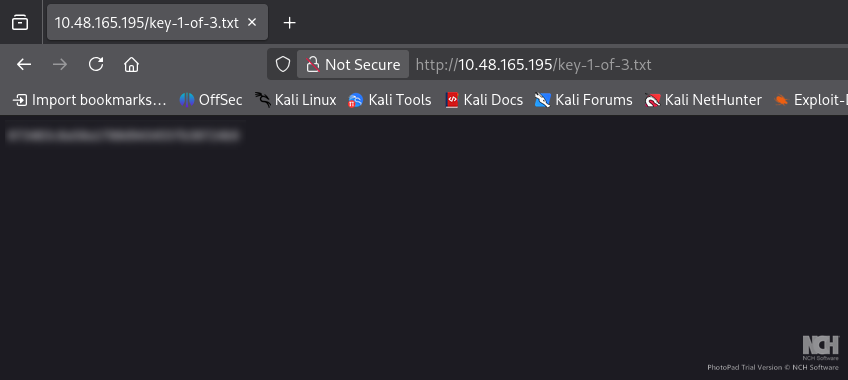 10.48.165.195/key-1-of-3.txt
Not Secure http://10.48.165.195/key-1-of-3.txt
Import bookmarks… OffSec Kali Linux Kali Tools Kali Docs Kali Forums Kali NetHunter Exploit-
NCH
NCH Software
PhotoPad Trial Version © NCH Software